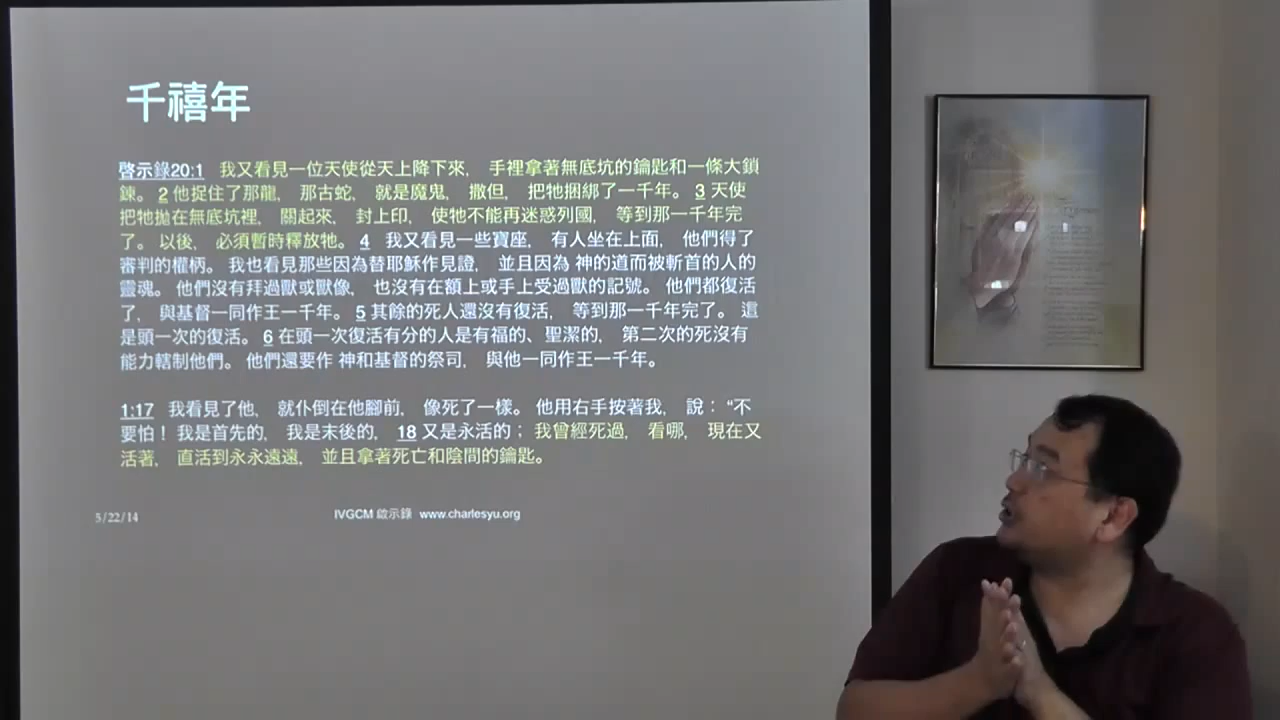 千禧年
啓示錄20:1 我又看見一位天使從天上降下來， 手裡拿著無底坑的鑰匙和一條大鎖
鍊。 2 他捉住了那龍， 那古蛇， 就是魔鬼， 撒但， 把牠捆綁了一千年。 3 天使
把牠拋在無底坑裡， 關起來， 封上印， 使牠不能再迷惑列國， 等到那一千年完
了。 以後， 必須暫時釋放牠。 4 我又看見一些寶座， 有人坐在上面， 他們得了
審判的權柄。 我也看見那些因為替耶穌作見證， 並且因為 神的道而被斬首的人的
靈魂。 他們沒有拜過獸或獸像， 也沒有在額上或手上受過獸的記號。 他們都復活
了， 與基督一同作王一千年。 5 其餘的死人還沒有復活， 等到那一千年完了。 這
是頭一次的復活。 6 在頭一次復活有分的人是有福的、聖潔的， 第二次的死沒有
能力轄制他們。 他們還要作 神和基督的祭司， 與他一同作王一千年。
1:17 我看見了他， 就仆倒在他腳前， 像死了一樣。 他用右手按著我， 說： “不
要怕！ 我是首先的， 我是末後的， 18 又是永活的； 我曾經死過， 看哪， 現在又
活著， 直活到永永遠遠， 並且拿著死亡和陰間的鑰匙。
5/22/14 IVGCM 啟示錄 www.charlesyu.org